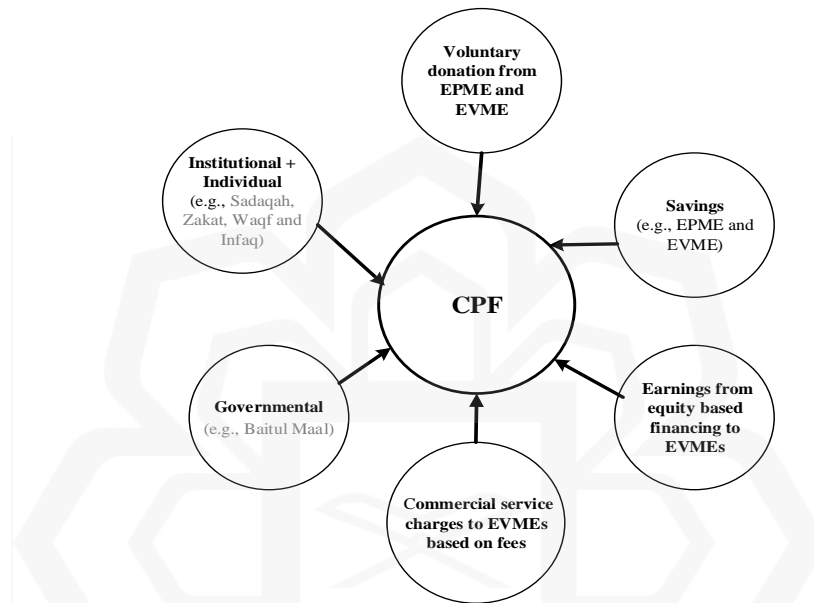 Voluntary
donation from
EPME and
EVME
Institutional +
Individual
(e.g., Sadaqah,
Zakat, Waqf and
Infaq)
Savings
(e.g., EPME and
EVME)
CPF
Governmental
(e.g., Baitul Maal)
Earnings from
equity based
financing to
EVMEs
Commercial service
charges to EVMEs
based on fees